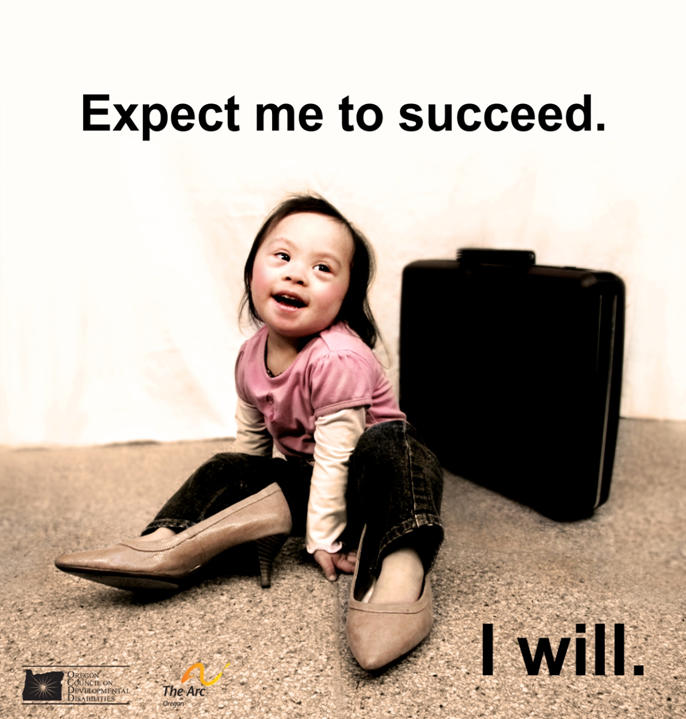 Expect me to succeed.
I will.
OREGON
COUNCIL ON
DEVELOPMENTAL
DISABILITIES
The Arc
Oregon